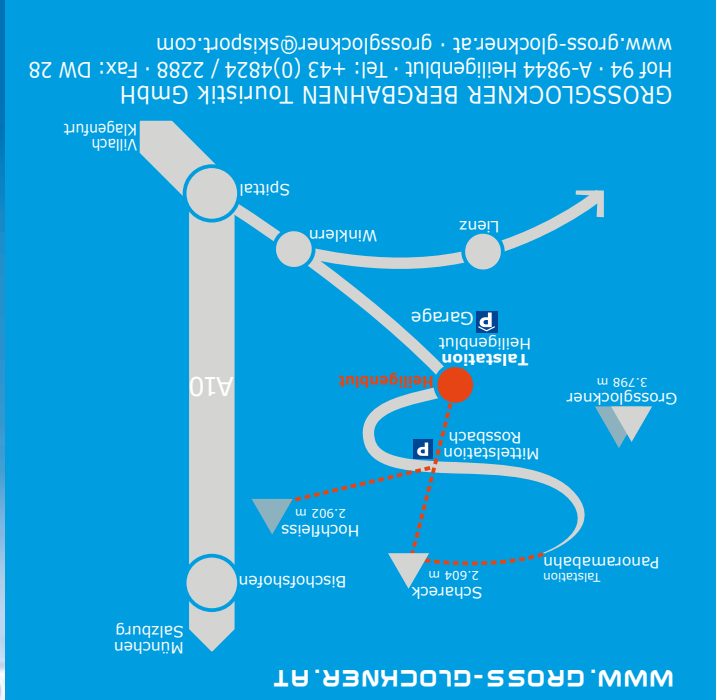 WWW.GROSS-GLOCKNER.AT
München
Salzburg
Schareck
2.604 m
Talstation
Panoramabahn
Bischofshofen
Hochfleiss
2.902 m
Mittelstation
Rossbach
P
Grossglockner
3.798 m
A10
Heiligenblut
Talstation
Heiligenblut
P Garage
Lienz
Winklern
Spittal
Villach
Klagenfurt
GROSSGLOCKNER BERGBAHNEN Touristik GmbH
Hof 94 · A-9844 Heiligenblut · Tel: +43 (0)4824 / 2288 · Fax: DW 28
www.gross-glockner.at · grossglockner@skisport.com